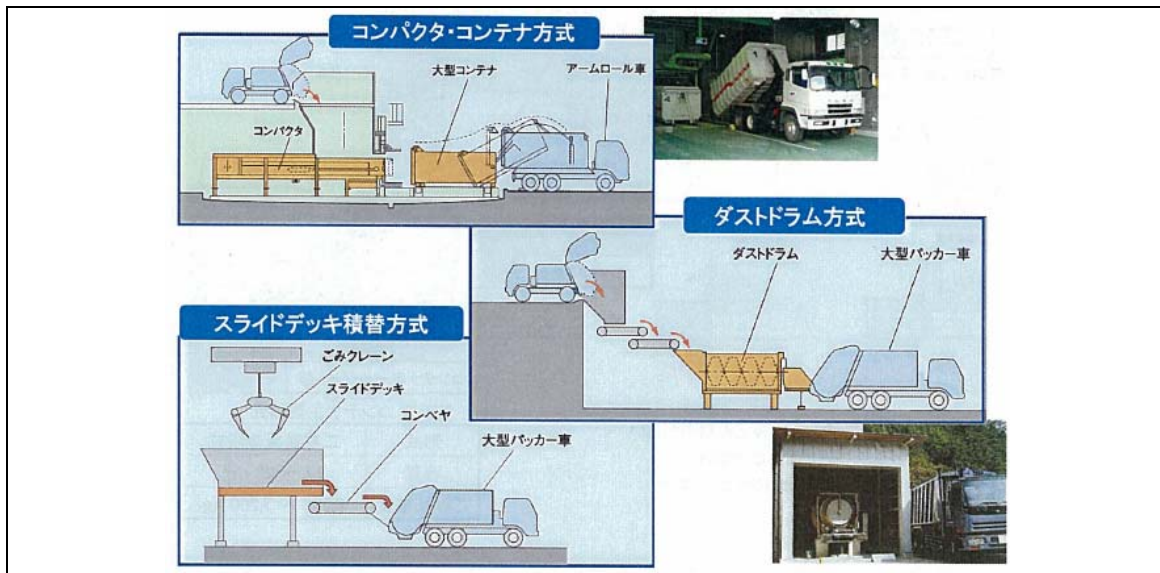 コンパクタ・コンテナ方式
大型コンテナ
アームロール車
コンパクタ
ダストドラム方式
ダストドラム
大型パッカー車
スライドデッキ積替方式
ごみクレーン
スライドデッキ
コンベヤ
大型パッカー車